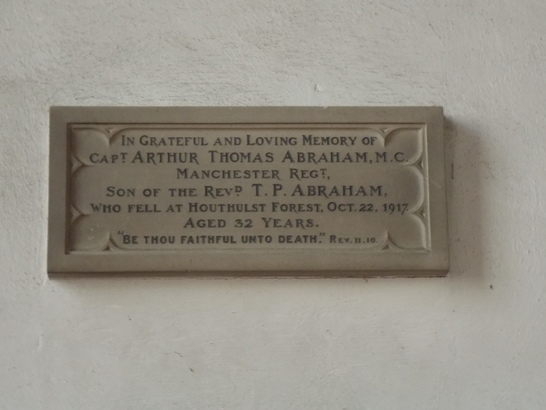 IN GRATEFUL AND LOVING MEMORY OF
CAPT ARTHUR THOMAS ABRAHAM, M.C.
MANCHESTER REGT,
SON OF THE REVD T. P. ABRAHAM,
WHO FELL AT HOUTHULST FOREST, OCT. 22, 1917
AGED 32 YEARS.
"BE THOU FAITHFUL UNTO DEATH." REV. II. 10.